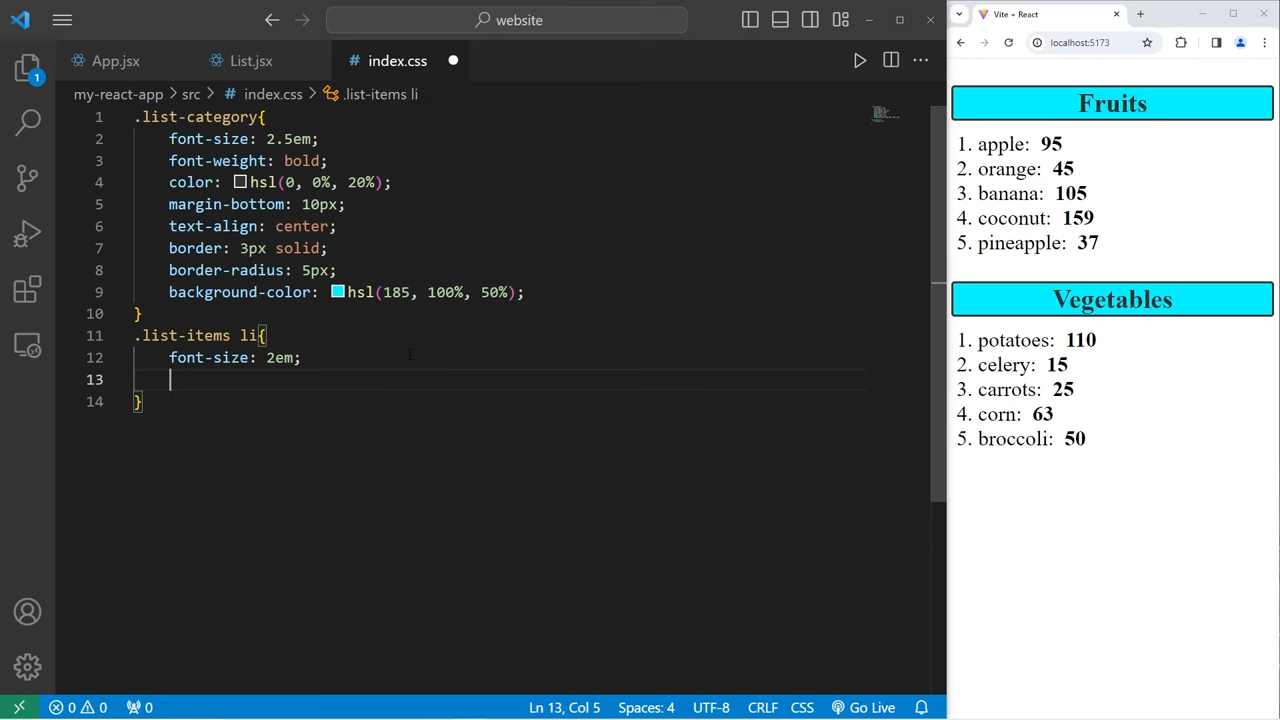 website
App.jsx
List.jsx
# index.css
my-react-app > src > # index.css > .list-items li
1 .list-category{
2 font-size: 2.5em;
3 font-weight: bold;
4 color: hsl(0, 0%, 20%);
5 margin-bottom: 10px;
6 text-align: center;
7 border: 3px solid;
8 border-radius: 5px;
9 background-color: hsl(185, 100%, 50%);
10 }
11 .list-items li{
12 font-size: 2em;
13
14 }
1
0 0 0
Ln 13, Col 5
Spaces: 4
UTF-8
CRLF
CSS
Go Live
Vite + React
localhost:5173
Fruits
1. apple: 95
2. orange: 45
3. banana: 105
4. coconut: 159
5. pineapple: 37
Vegetables
1. potatoes: 110
2. celery: 15
3. carrots: 25
4. corn: 63
5. broccoli: 50